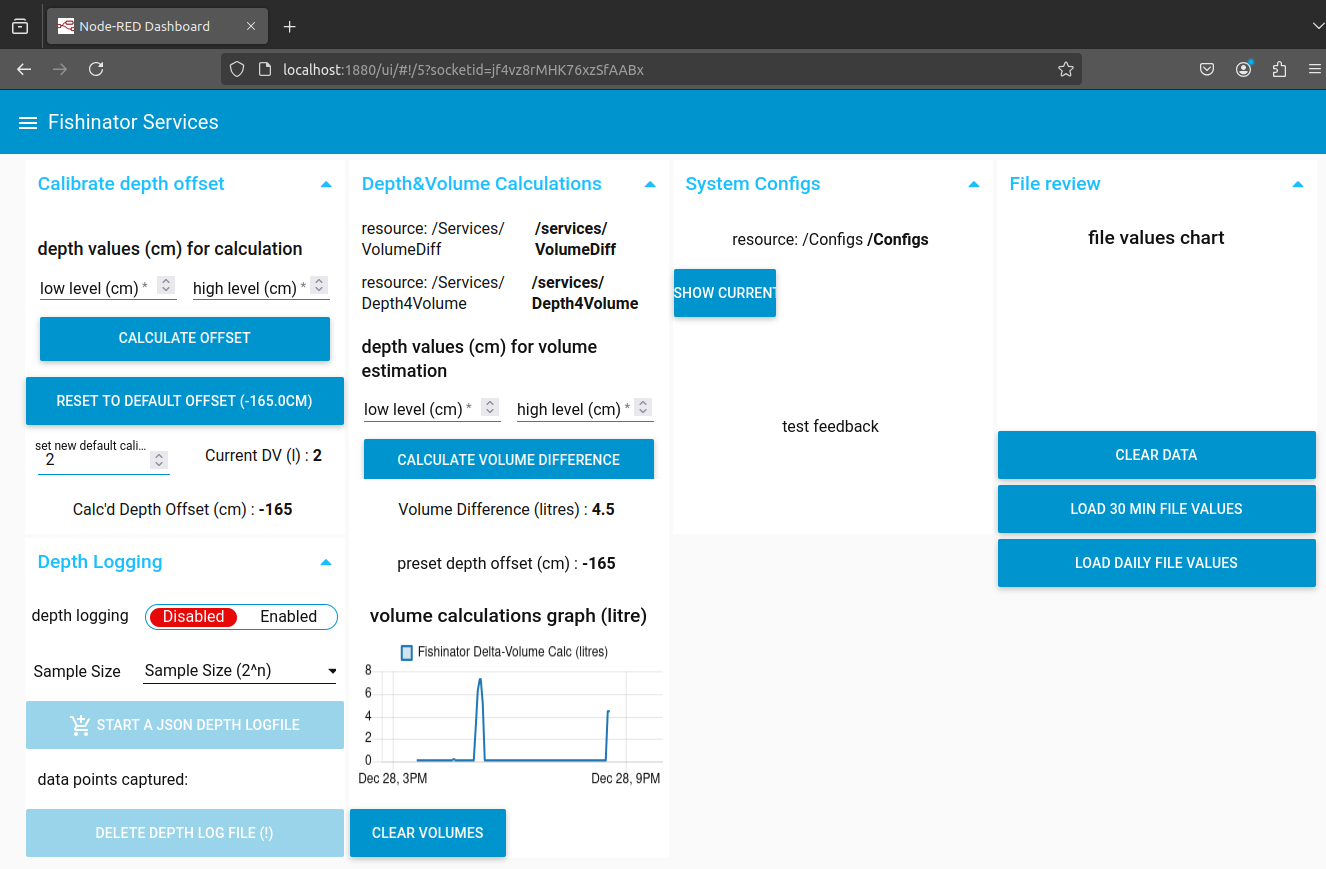 Node-RED Dashboard
localhost:1880/ui/#!/5?socketid=jf4vz8rMHK76xzSfAABx
Fishinator Services
Calibrate depth offset
depth values (cm) for calculation
low level (cm) * high level (cm) *
CALCULATE OFFSET
RESET TO DEFAULT OFFSET (-165.0CM)
set new default cali...
2
Current DV (l) : 2
Calc'd Depth Offset (cm) : -165
Depth Logging
depth logging Disabled Enabled
Sample Size Sample Size (2^n)
START A JSON DEPTH LOGFILE
data points captured:
DELETE DEPTH LOG FILE (!)
Depth&Volume Calculations
resource: /Services/ /services/
VolumeDiff VolumeDiff
resource: /Services/ /services/
Depth4Volume Depth4Volume
depth values (cm) for volume
estimation
low level (cm) * high level (cm) *
CALCULATE VOLUME DIFFERENCE
Volume Difference (litres) : 4.5
preset depth offset (cm) : -165
volume calculations graph (litre)
Fishinator Delta-Volume Calc (litres)
8
6
4
2
0
Dec 28, 3PM Dec 28, 9PM
CLEAR VOLUMES
System Configs
resource: /Configs /Configs
SHOW CURRENT
test feedback
File review
file values chart
CLEAR DATA
LOAD 30 MIN FILE VALUES
LOAD DAILY FILE VALUES